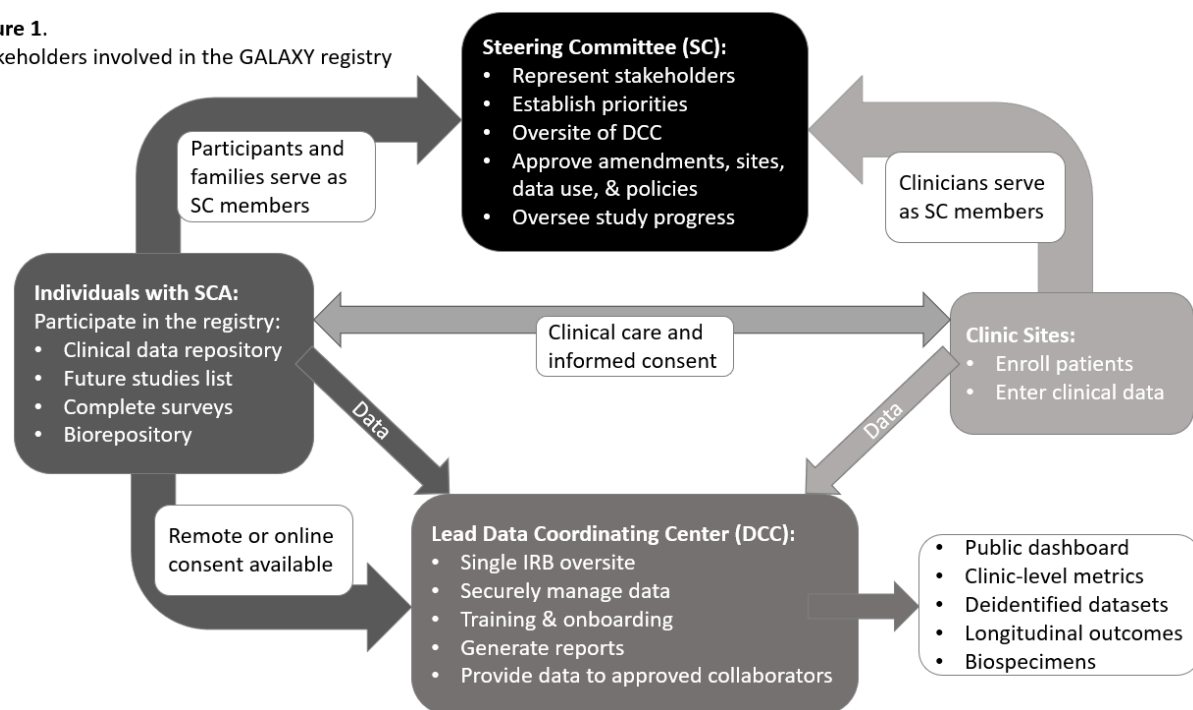 ure 1.
keholders involved in the GALAXY registry
Steering Committee (SC):
• Represent stakeholders
• Establish priorities
• Oversite of DCC
• Approve amendments, sites,
data use, & policies
• Oversee study progress
Participants and
families serve as
SC members
Clinicians serve
as SC members
Individuals with SCA:
Participate in the registry:
• Clinical data repository
• Future studies list
• Complete surveys
• Biorepository
Clinical care and
informed consent
Clinic Sites:
• Enroll patients
• Enter clinical data
Data
Data
Remote or online
consent available
Lead Data Coordinating Center (DCC):
• Single IRB oversite
• Securely manage data
• Training & onboarding
• Generate reports
• Provide data to approved collaborators
• Public dashboard
• Clinic-level metrics
• Deidentified datasets
• Longitudinal outcomes
• Biospecimens